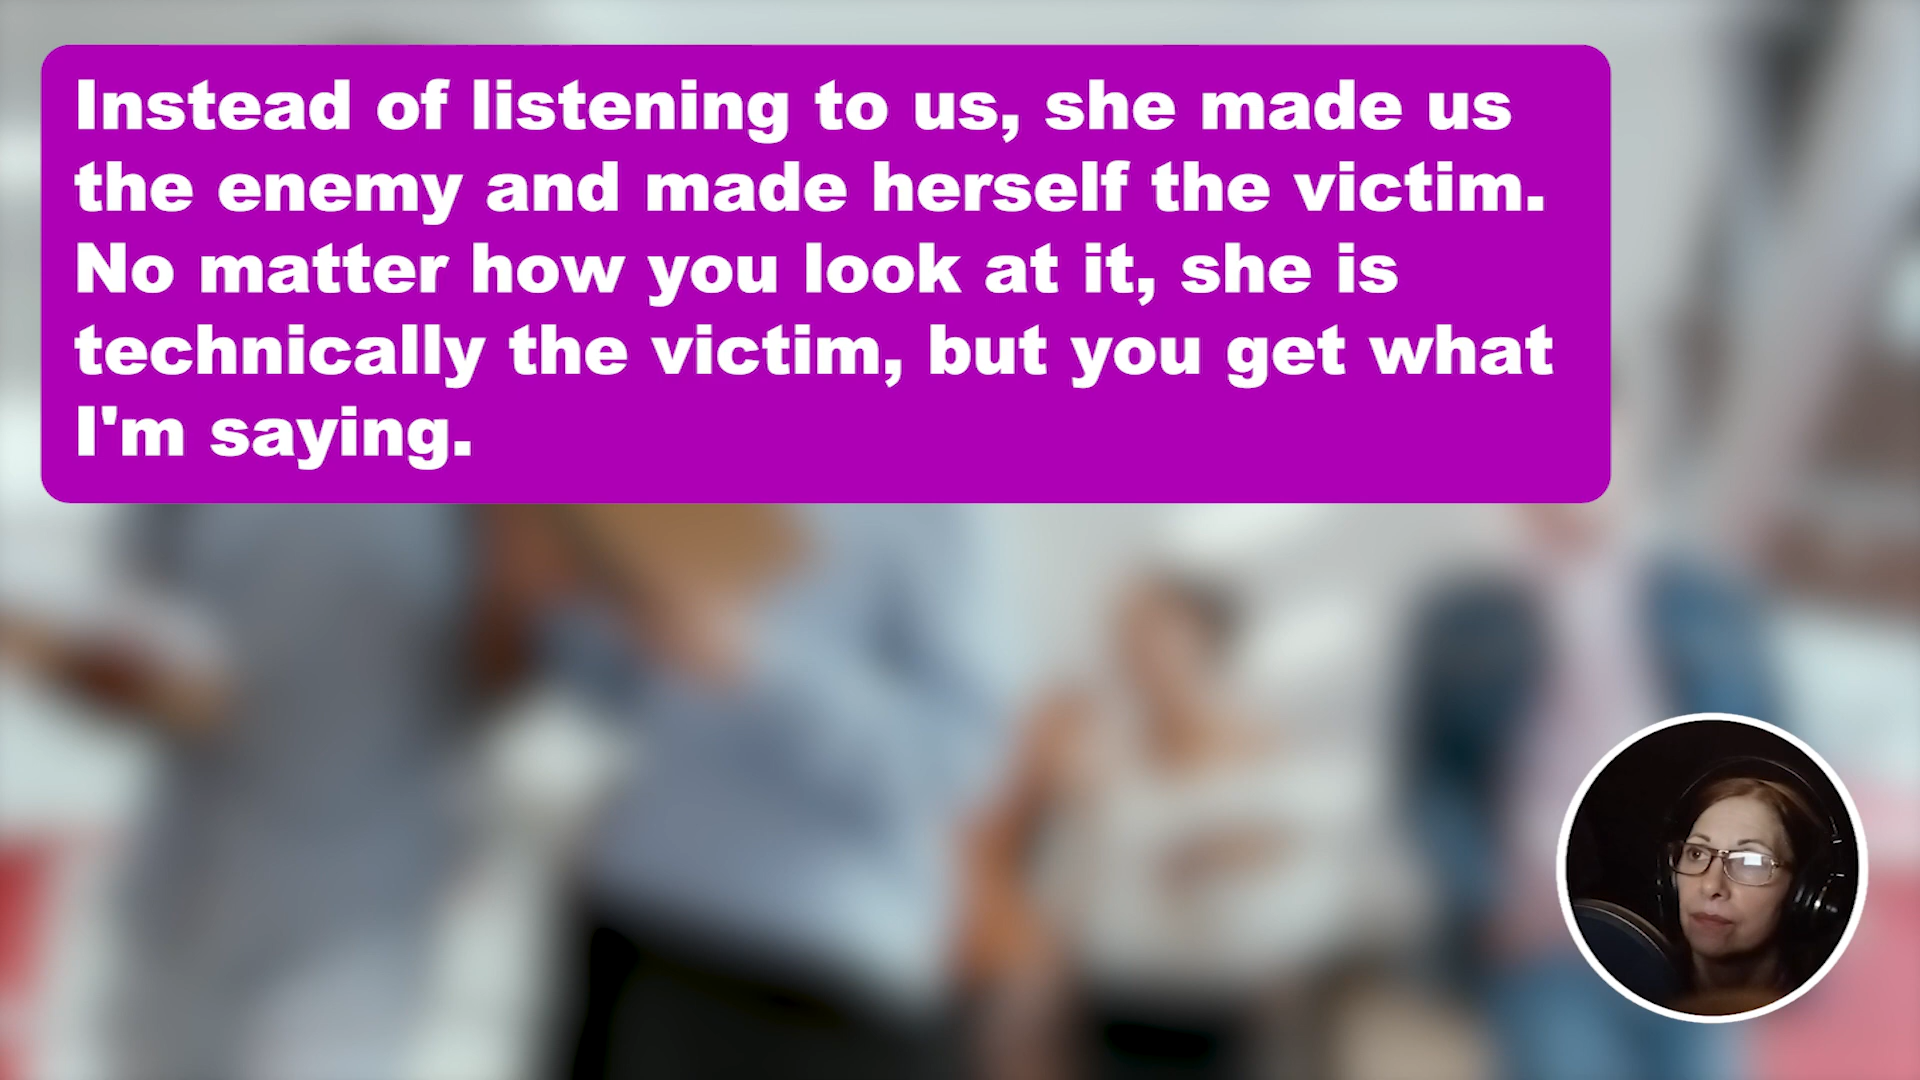 Instead of listening to us, she made us
the enemy and made herself the victim.
No matter how you look at it, she is
technically the victim, but you get what
I'm saying.